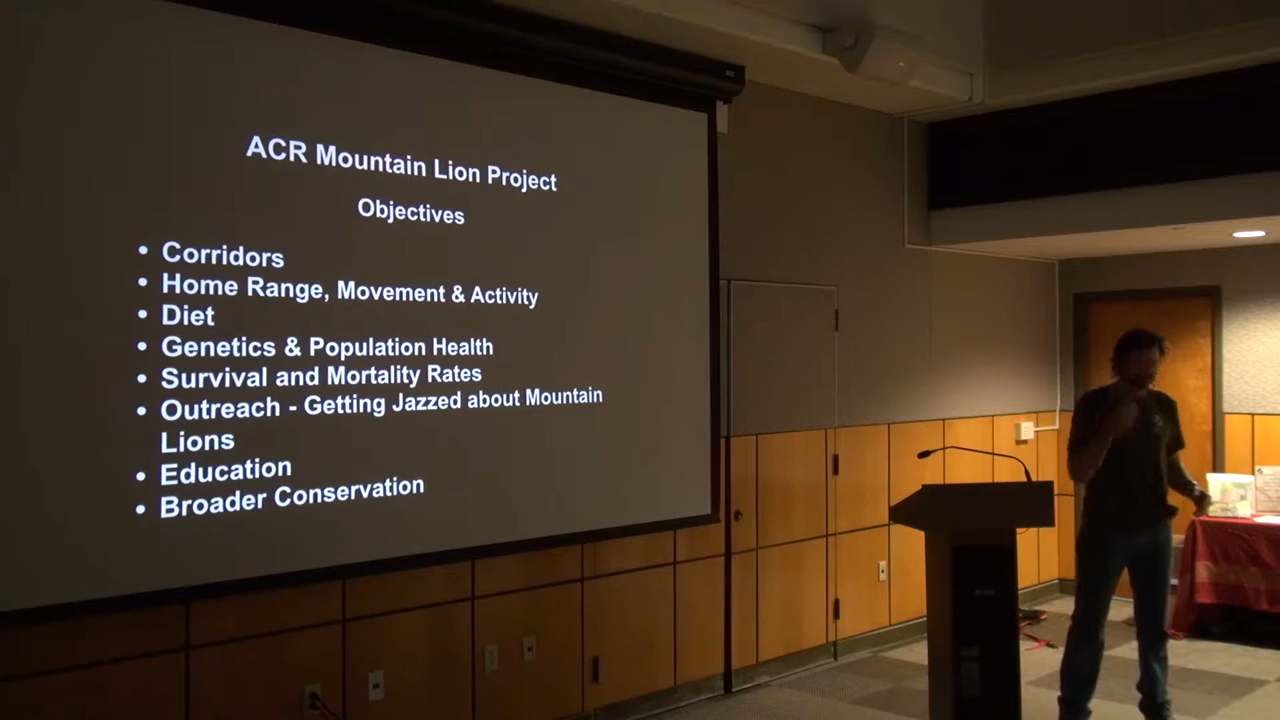 ACR Mountain Lion Project
Objectives
• Corridors
• Home Range, Movement & Activity
• Diet
• Genetics & Population Health
• Survival and Mortality Rates
• Outreach - Getting Jazzed about Mountain
Lions
• Education
• Broader Conservation